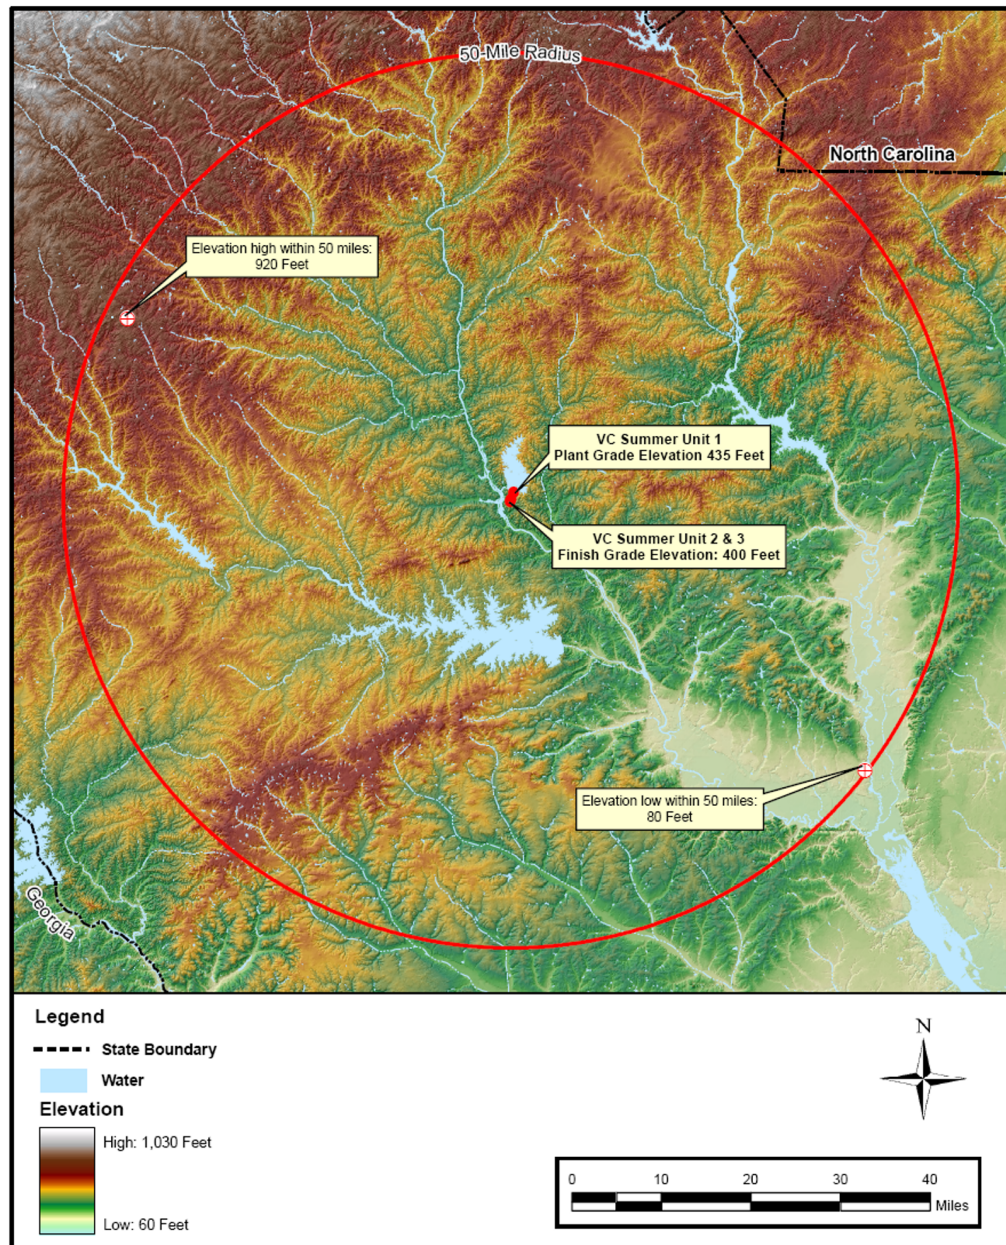 50-Mile Radius
North Carolina
Elevation high within 50 miles:
920 Feet
VC Summer Unit 1
Plant Grade Elevation 435 Feet
VC Summer Unit 2 & 3
Finish Grade Elevation: 400 Feet
Elevation low within 50 miles:
80 Feet
Georgia
Legend
State Boundary
Water
Elevation
High: 1,030 Feet
Low: 60 Feet
N
0 10 20 30 40
Miles